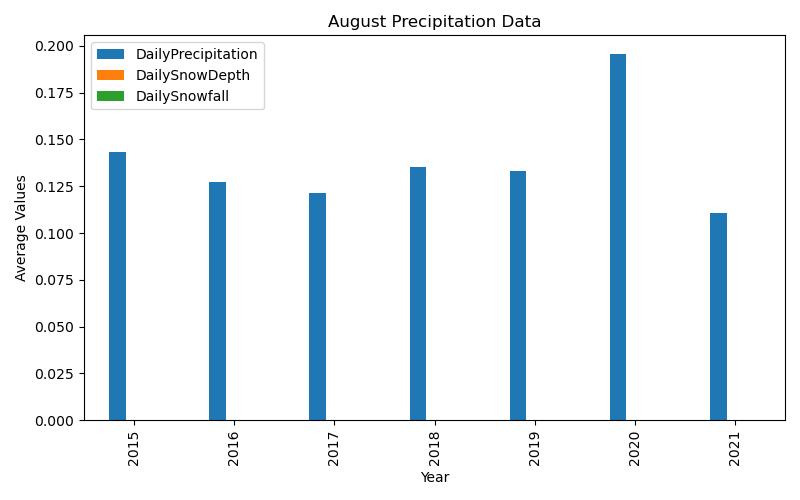 August Precipitation Data
DailyPrecipitation
DailySnowDepth
DailySnowfall
Average Values
0.200
0.175
0.150
0.125
0.100
0.075
0.050
0.025
0.000
2015
2016
2017
2018
2019
2020
2021
Year